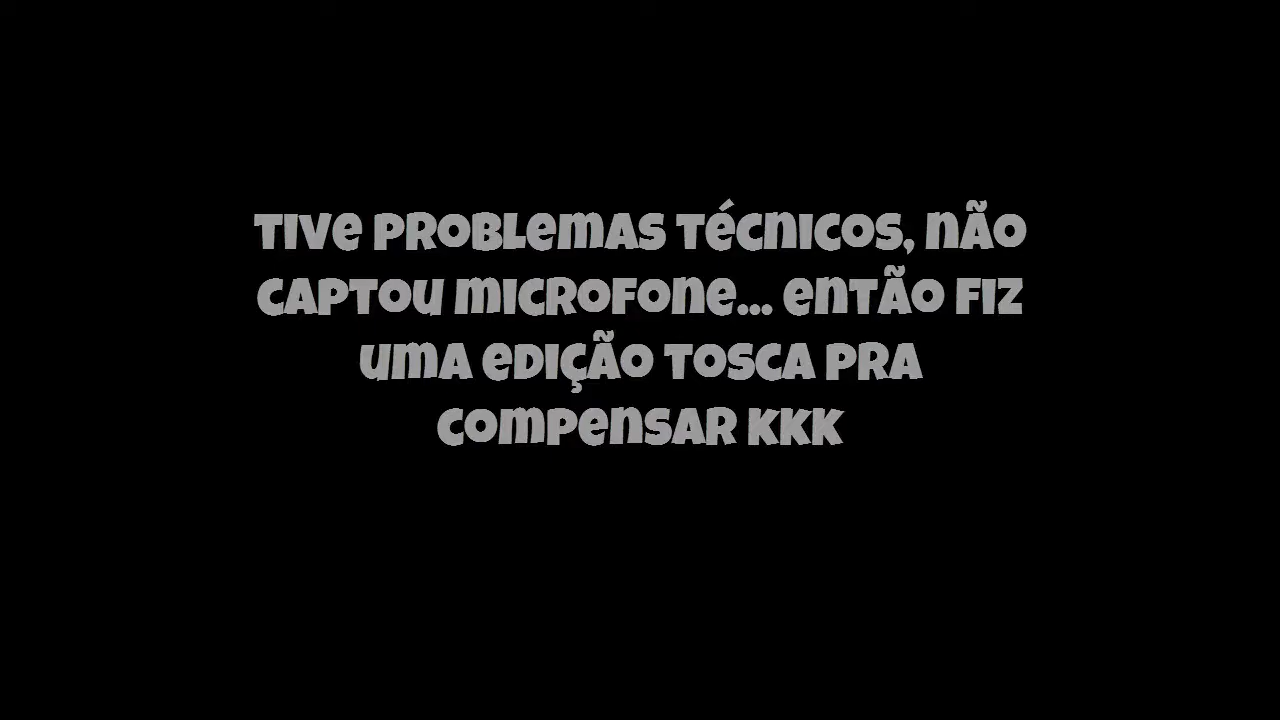 Tive problemas técnicos, não
captou microfone... então fiz
uma edição tosca pra
compensar kkk